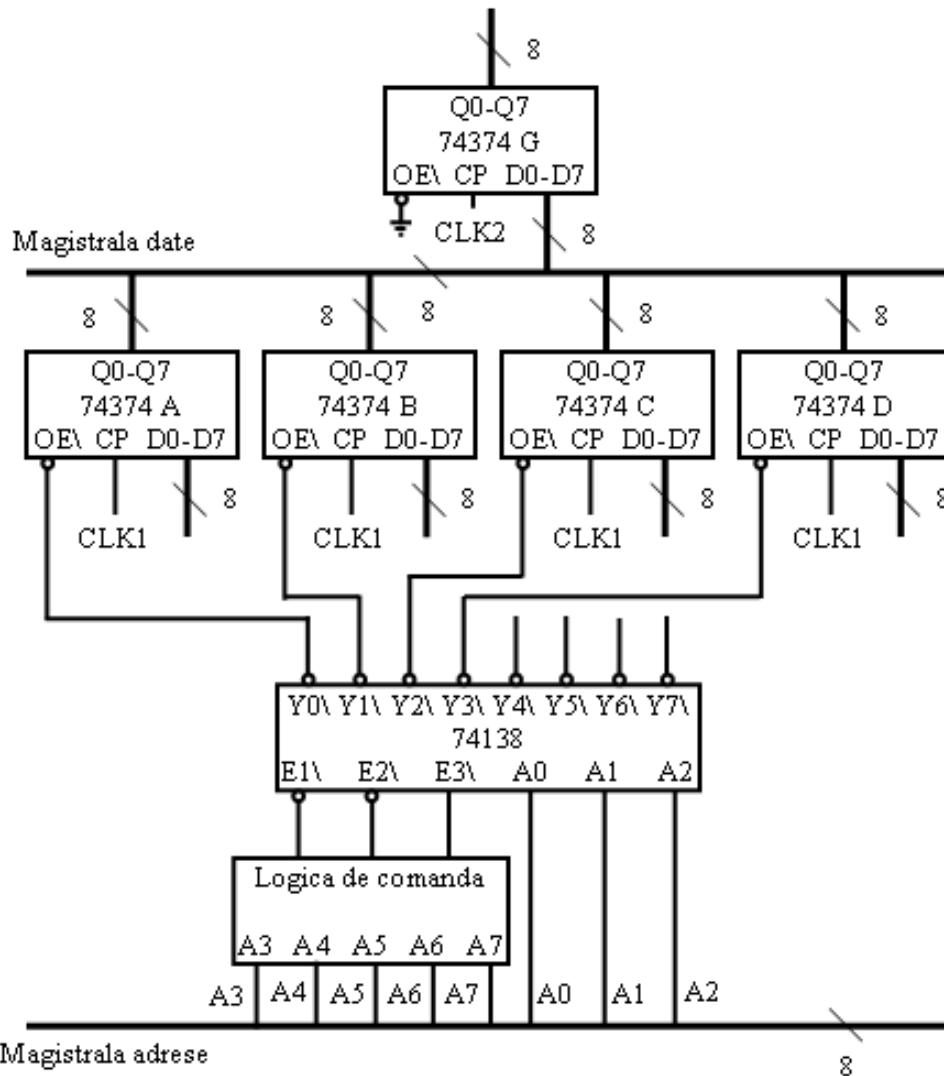 8
Q0-Q7
74374 G
OE\ CP D0-D7
CLK2
8
Magistrala date
8
8
8
8
8
Q0-Q7
Q0-Q7
Q0-Q7
Q0-Q7
74374 A
74374 B
74374 C
74374 D
OE\ CP D0-D7
OE\ CP D0-D7
OE\ CP D0-D7
OE\ CP D0-D7
8
8
8
8
CLK1
CLK1
CLK1
CLK1
Y0\ Y1\ Y2\ Y3\ Y4\ Y5\ Y6\ Y7\
74138
E1\ E2\ E3\ A0 A1 A2
Logica de comanda
A3 A4 A5 A6 A7
A3 A4 A5 A6 A7 A0 A1 A2
Magistrala adrese
8